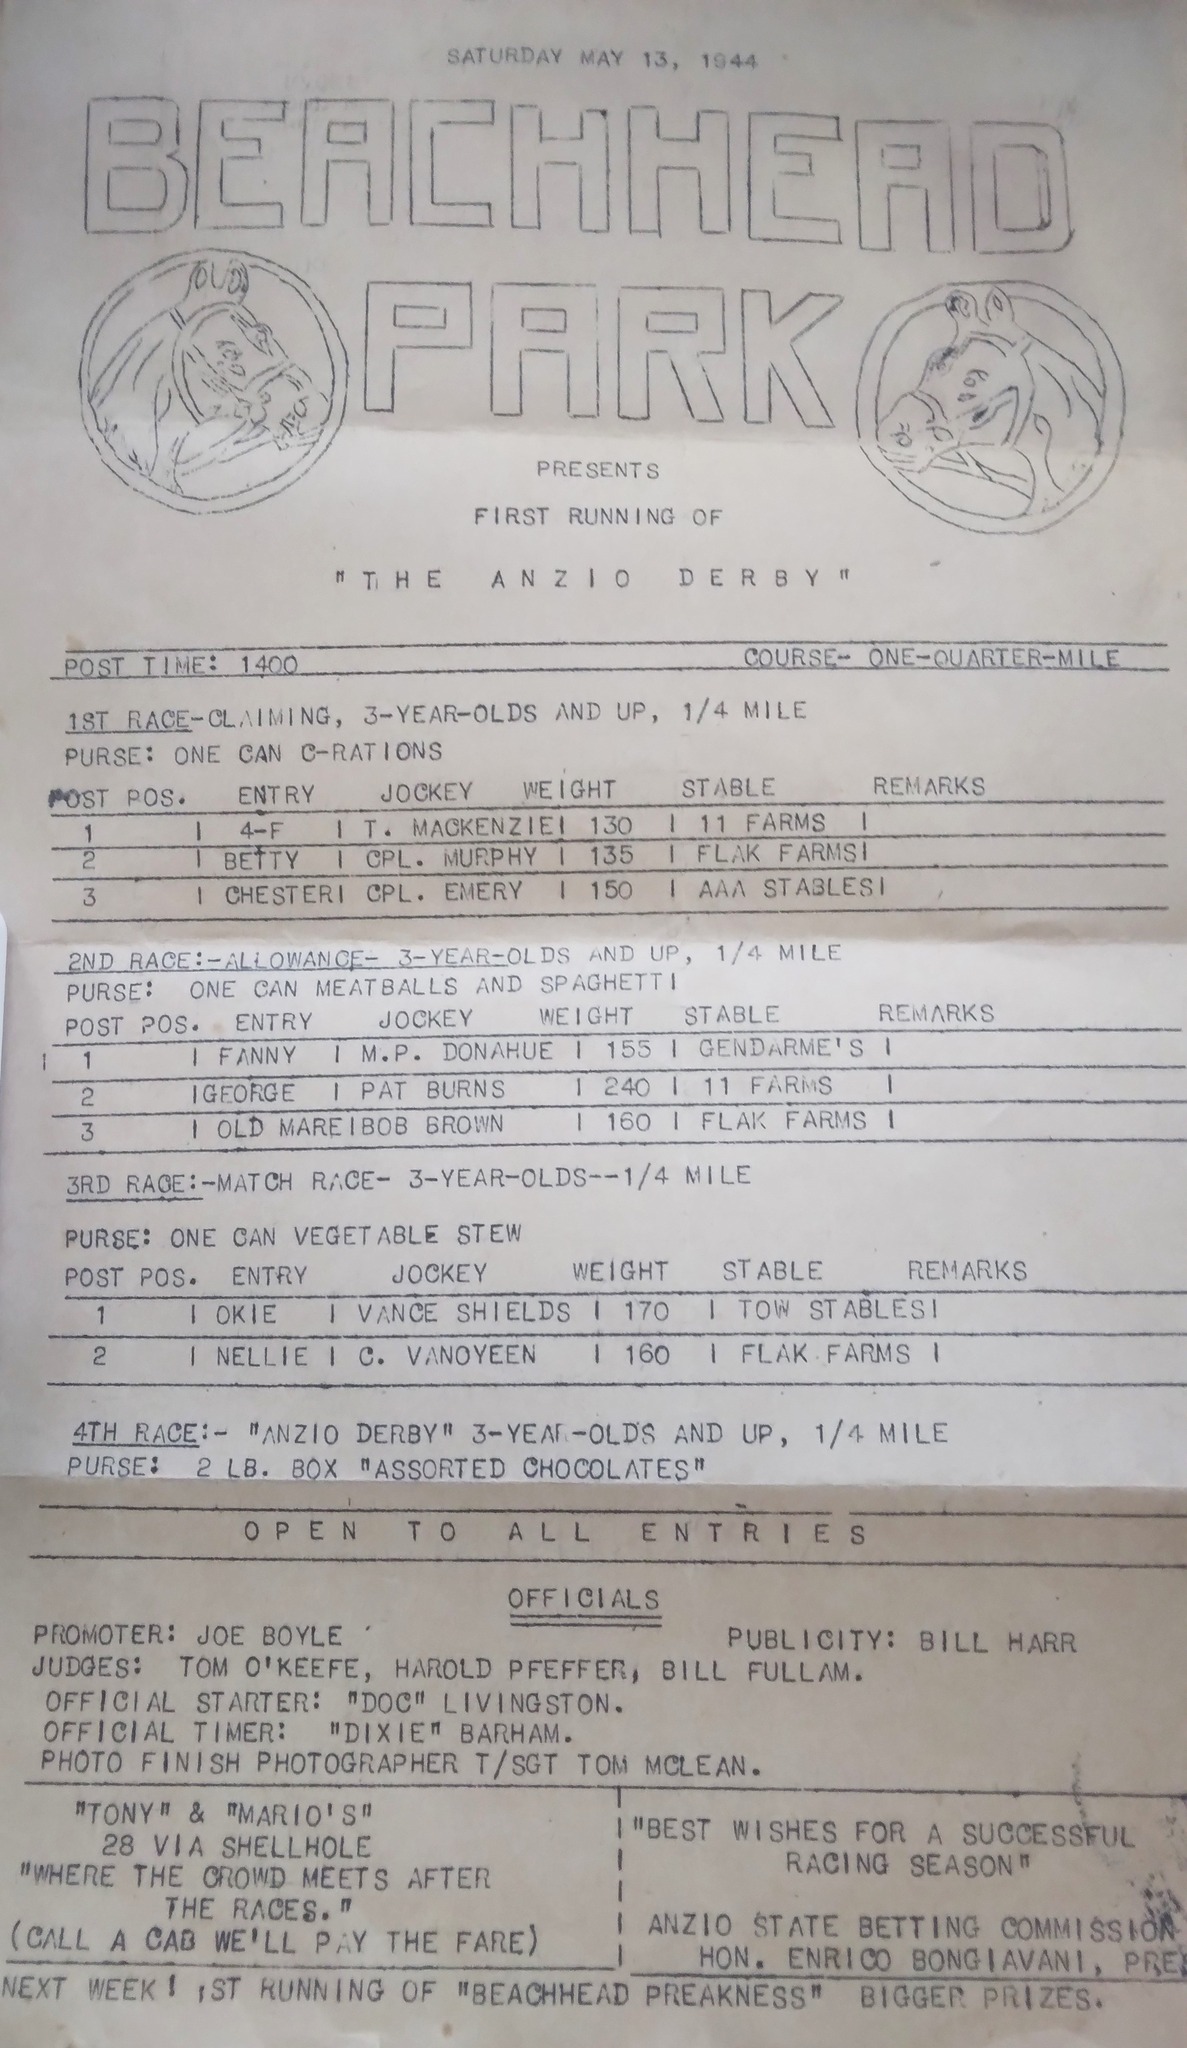 SATURDAY MAY 13, 1944
BEACHHEAD
PARK
PRESENTS
FIRST RUNNING OF
"THE ANZIO DERBY"
POST TIME: 1400 COURSE- ONE-QUARTER-MILE
1ST RACE-CLAIMING, 3-YEAR-OLDS AND UP, 1/4 MILE
PURSE: ONE CAN C-RATIONS
POST POS. ENTRY JOCKEY WEIGHT STABLE REMARKS
1 | 4-F | T. MACKENZIE| 130 | 11 FARMS |
2 | BETTY | CPL. MURPHY | 135 | FLAK FARMS|
3 | CHESTER| CPL. EMERY | 150 | AAA STABLES|
2ND RACE:-ALLOWANCE- 3-YEAR-OLDS AND UP, 1/4 MILE
PURSE: ONE CAN MEATBALLS AND SPAGHETTI
POST POS. ENTRY JOCKEY WEIGHT STABLE REMARKS
1 | FANNY | M.P. DONAHUE | 155 | GENDARME'S |
2 |GEORGE | PAT BURNS | 240 | 11 FARMS |
3 | OLD MARE|BOB BROWN | 160 | FLAK FARMS |
3RD RACE:-MATCH RACE- 3-YEAR-OLDS--1/4 MILE
PURSE: ONE CAN VEGETABLE STEW
POST POS. ENTRY JOCKEY WEIGHT STABLE REMARKS
1 | OKIE | VANCE SHIELDS | 170 | TOW STABLES|
2 | NELLIE | C. VANOYEEN | 160 | FLAK FARMS |
4TH RACE:- "ANZIO DERBY" 3-YEAR-OLDS AND UP, 1/4 MILE
PURSE: 2 LB. BOX "ASSORTED CHOCOLATES"
OPEN TO ALL ENTRIES
OFFICIALS
PROMOTER: JOE BOYLE PUBLICITY: BILL HARR
JUDGES: TOM O'KEEFE, HAROLD PFEFFER, BILL FULLAM.
OFFICIAL STARTER: "DOC" LIVINGSTON.
OFFICIAL TIMER: "DIXIE" BARHAM.
PHOTO FINISH PHOTOGRAPHER T/SGT TOM MCLEAN.
"TONY" & "MARIO'S"
28 VIA SHELLHOLE
"WHERE THE CROWD MEETS AFTER
THE RACES."
(CALL A CAB WE'LL PAY THE FARE)
"BEST WISHES FOR A SUCCESSFUL
RACING SEASON"
ANZIO STATE BETTING COMMISSION
HON. ENRICO BONGIAVANI, PRE
NEXT WEEK! 1ST RUNNING OF "BEACHHEAD PREAKNESS" BIGGER PRIZES.